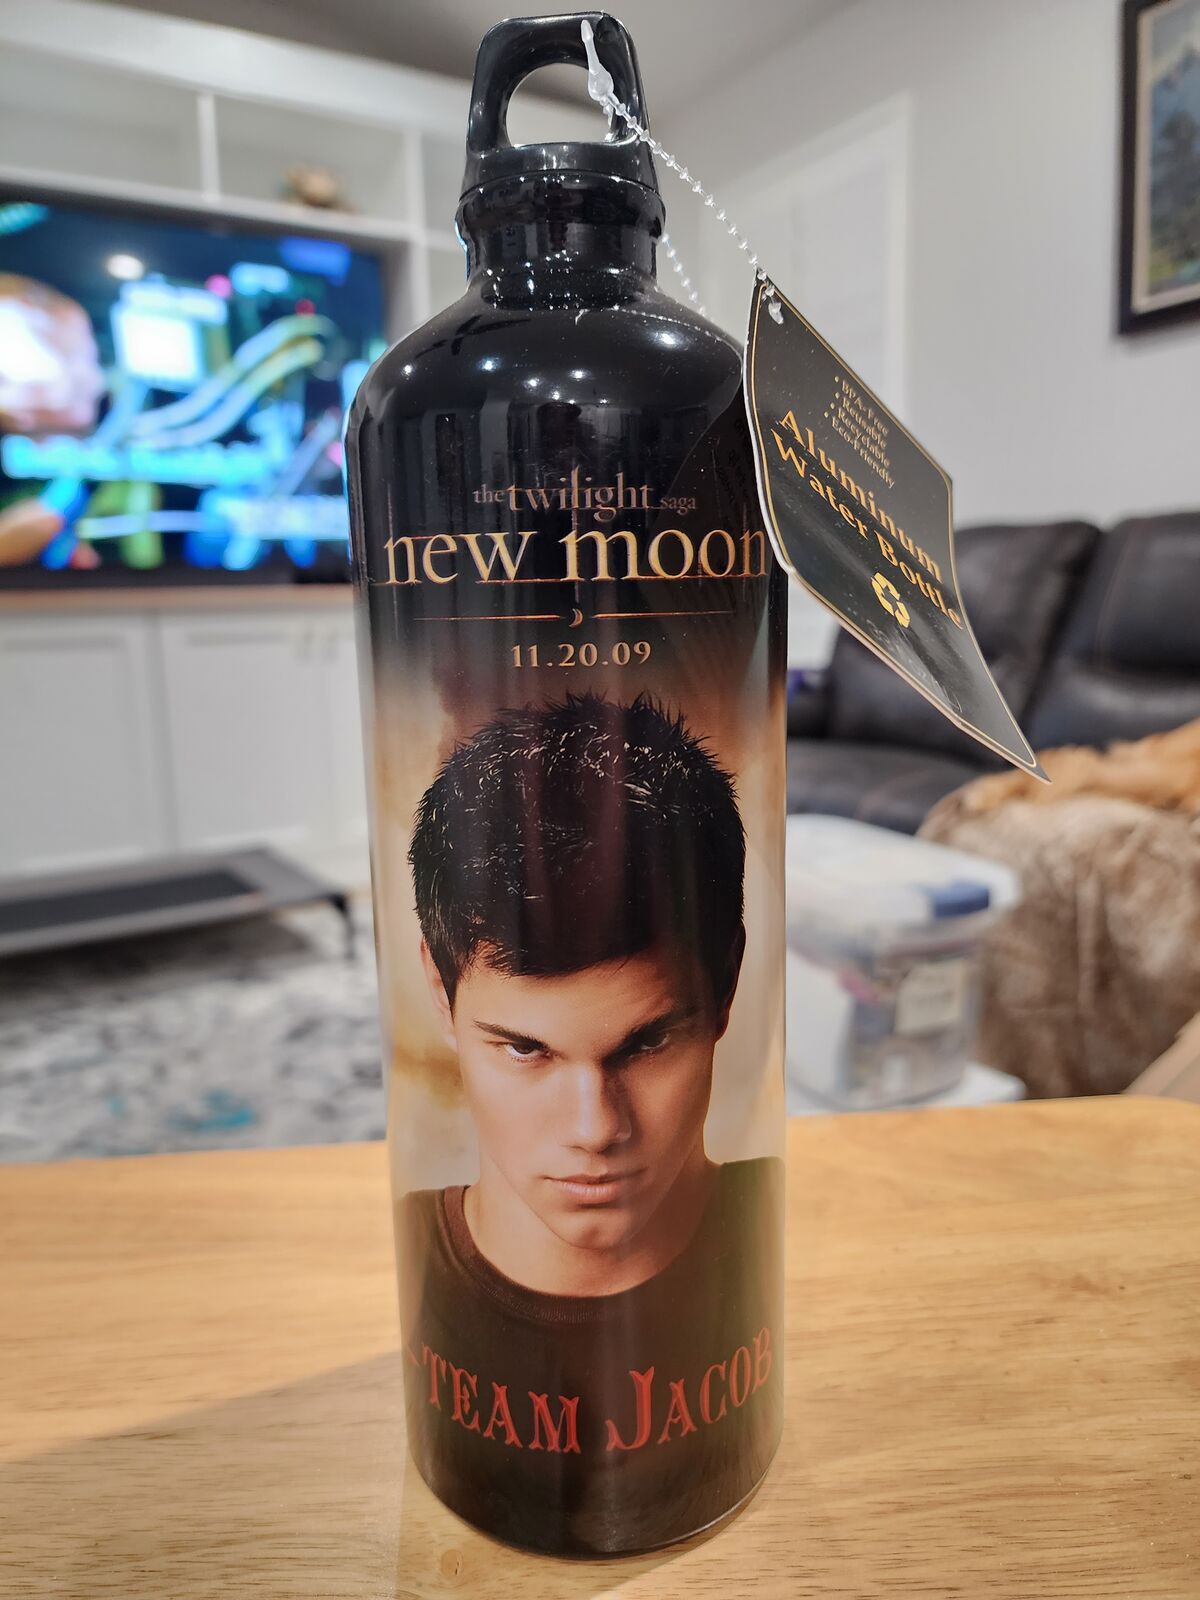 the twilight saga
new moon
11.20.09
TEAM JACOB
• BPA-Free
• Reusable
• Recyclable
• Eco-Friendly
Aluminum
Water Bottle